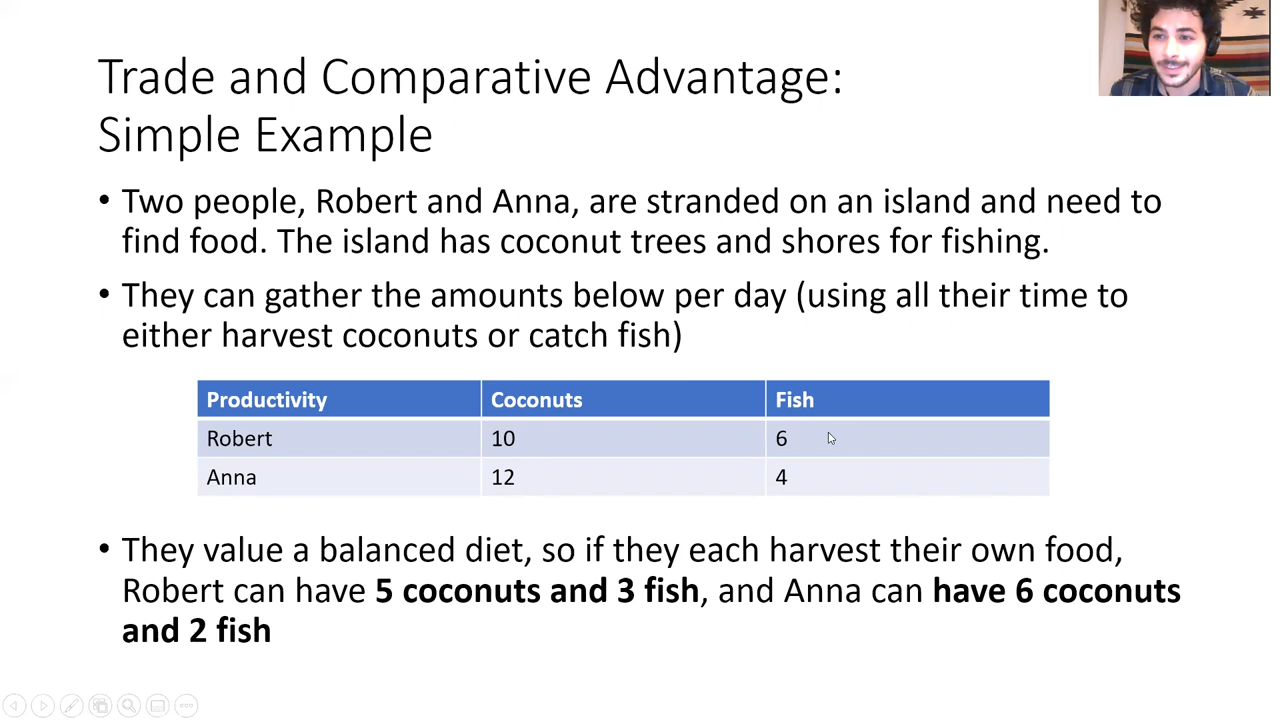 Trade and Comparative Advantage:
Simple Example
• Two people, Robert and Anna, are stranded on an island and need to
find food. The island has coconut trees and shores for fishing.
• They can gather the amounts below per day (using all their time to
either harvest coconuts or catch fish)
Productivity Coconuts Fish
Robert 10 6
Anna 12 4
• They value a balanced diet, so if they each harvest their own food,
Robert can have 5 coconuts and 3 fish, and Anna can have 6 coconuts
and 2 fish